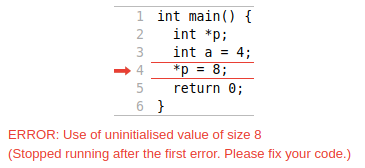 1 int main() {
2   int *p;
3   int a = 4;
4   *p = 8;
5   return 0;
6 }
ERROR: Use of uninitialised value of size 8
(Stopped running after the first error. Please fix your code.)